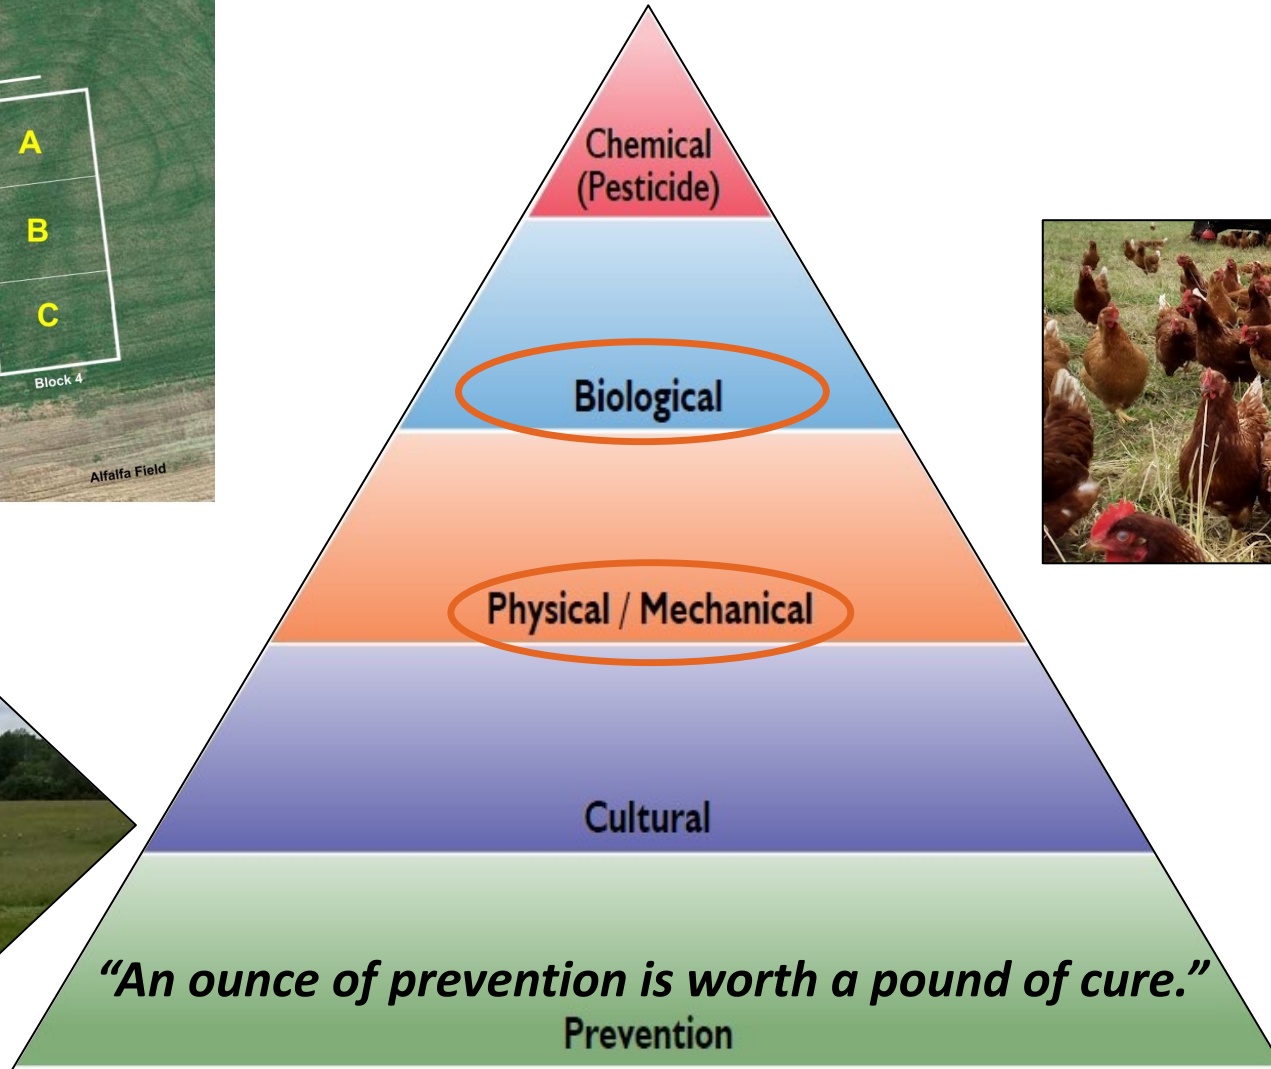 A
B
C
Block 4
Alfalfa Field
Chemical
(Pesticide)
Biological
Physical / Mechanical
Cultural
“An ounce of prevention is worth a pound of cure.”
Prevention